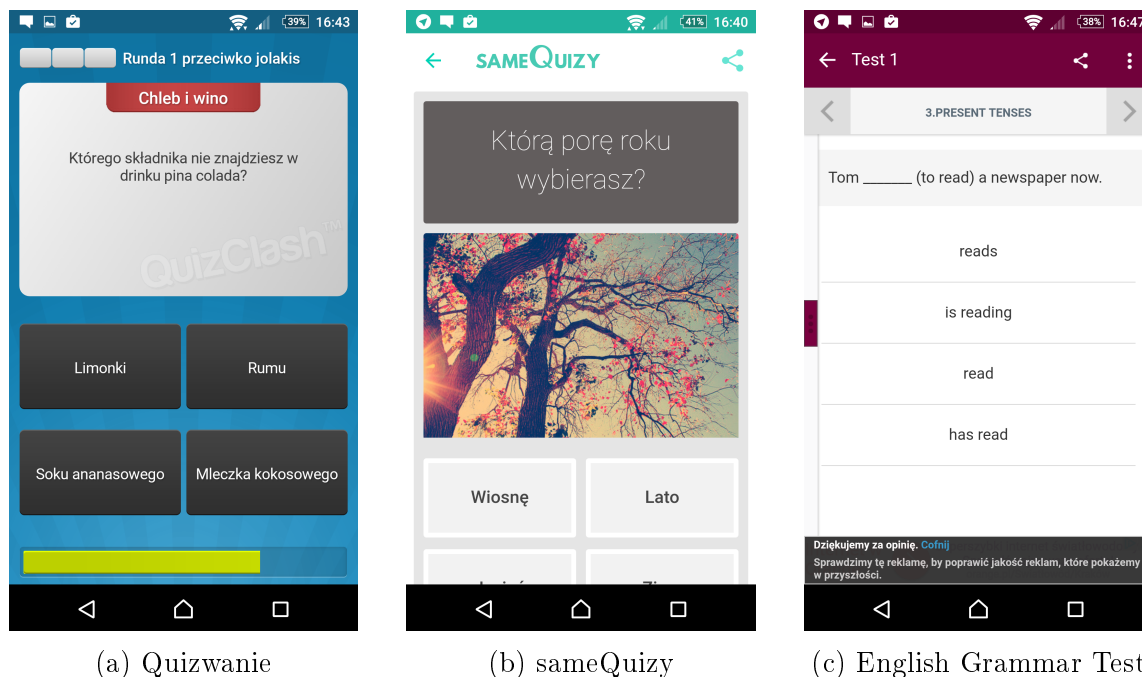 39% 16:43
Runda 1 przeciwko jolakis
Chleb i wino
Którego składnika nie znajdziesz w
drinku pina colada?
QuizClash™
Limonki
Rumu
Soku ananasowego
Mleczka kokosowego
(a) Quizwanie
41% 16:40
SAMEQUIZY
Którą porę roku
wybierasz?
Wiosnę
Lato
(b) sameQuizy
38% 16:47
Test 1
3.PRESENT TENSES
Tom ______ (to read) a newspaper now.
reads
is reading
read
has read
Dziękujemy za opinię. Cofnij
Sprawdzimy tę reklamę, by poprawić jakość reklam, które pokażemy
w przyszłości.
(c) English Grammar Test